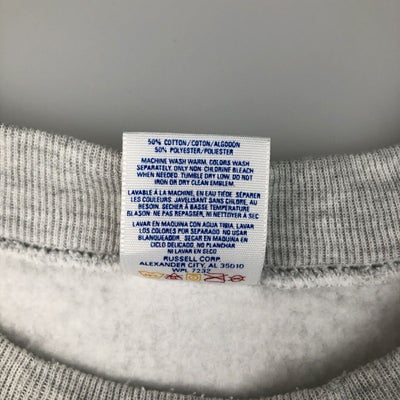 50% COTTON/COTON/ALGODÓN
50% POLYESTER/POLIESTER
MACHINE WASH WARM. COLORS WASH
SEPARATELY. ONLY NON CHLORINE BLEACH
WHEN NEEDED. TUMBLE DRY LOW. DO NOT
IRON OR DRY CLEAN EMBLEM.
LAVABLE À LA MACHINE, EN EAU TIÈDE. SÉPARER
LES COULEURS. JAVELISANT SANS CHLORE, AU
BESOIN. SÉCHER À BASSE TEMPÉRATURE
BLASON: NE PAS REPASSER, NI NETTOYER À SEC
LAVAR EN MAQUINA CON AGUA TIBIA. LAVAR
LOS COLORES POR SEPARADO. NO USAR
BLANQUEADOR. SECAR EN MAQUINA EN
CICLO DELICADO. NO PLANCHAR
NI LAVAR EN SECO
RUSSELL CORP
ALEXANDER CITY, AL 35010
WPL 7232